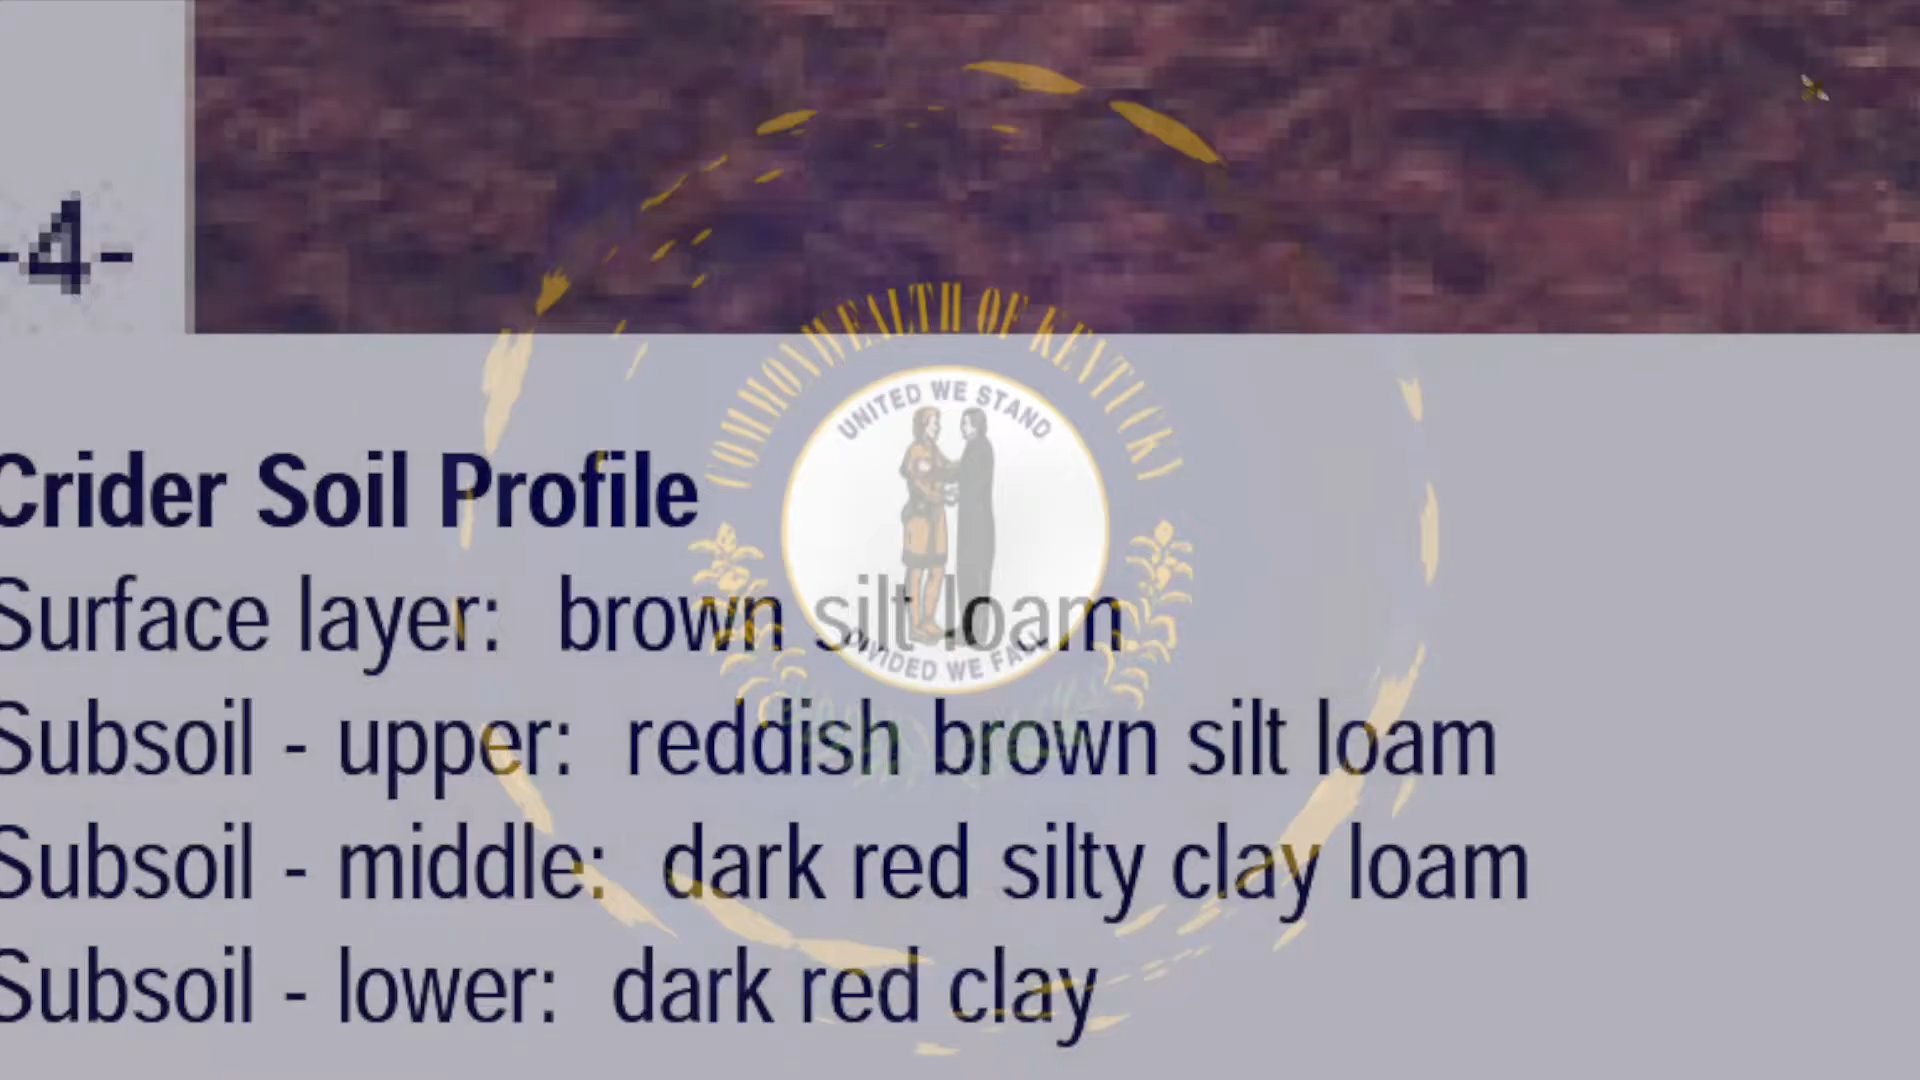 -4-
COMMONWEALTH OF KENTUCKY
UNITED WE STAND
DIVIDED WE FALL
Crider Soil Profile
Surface layer: brown silt loam
Subsoil - upper: reddish brown silt loam
Subsoil - middle: dark red silty clay loam
Subsoil - lower: dark red clay